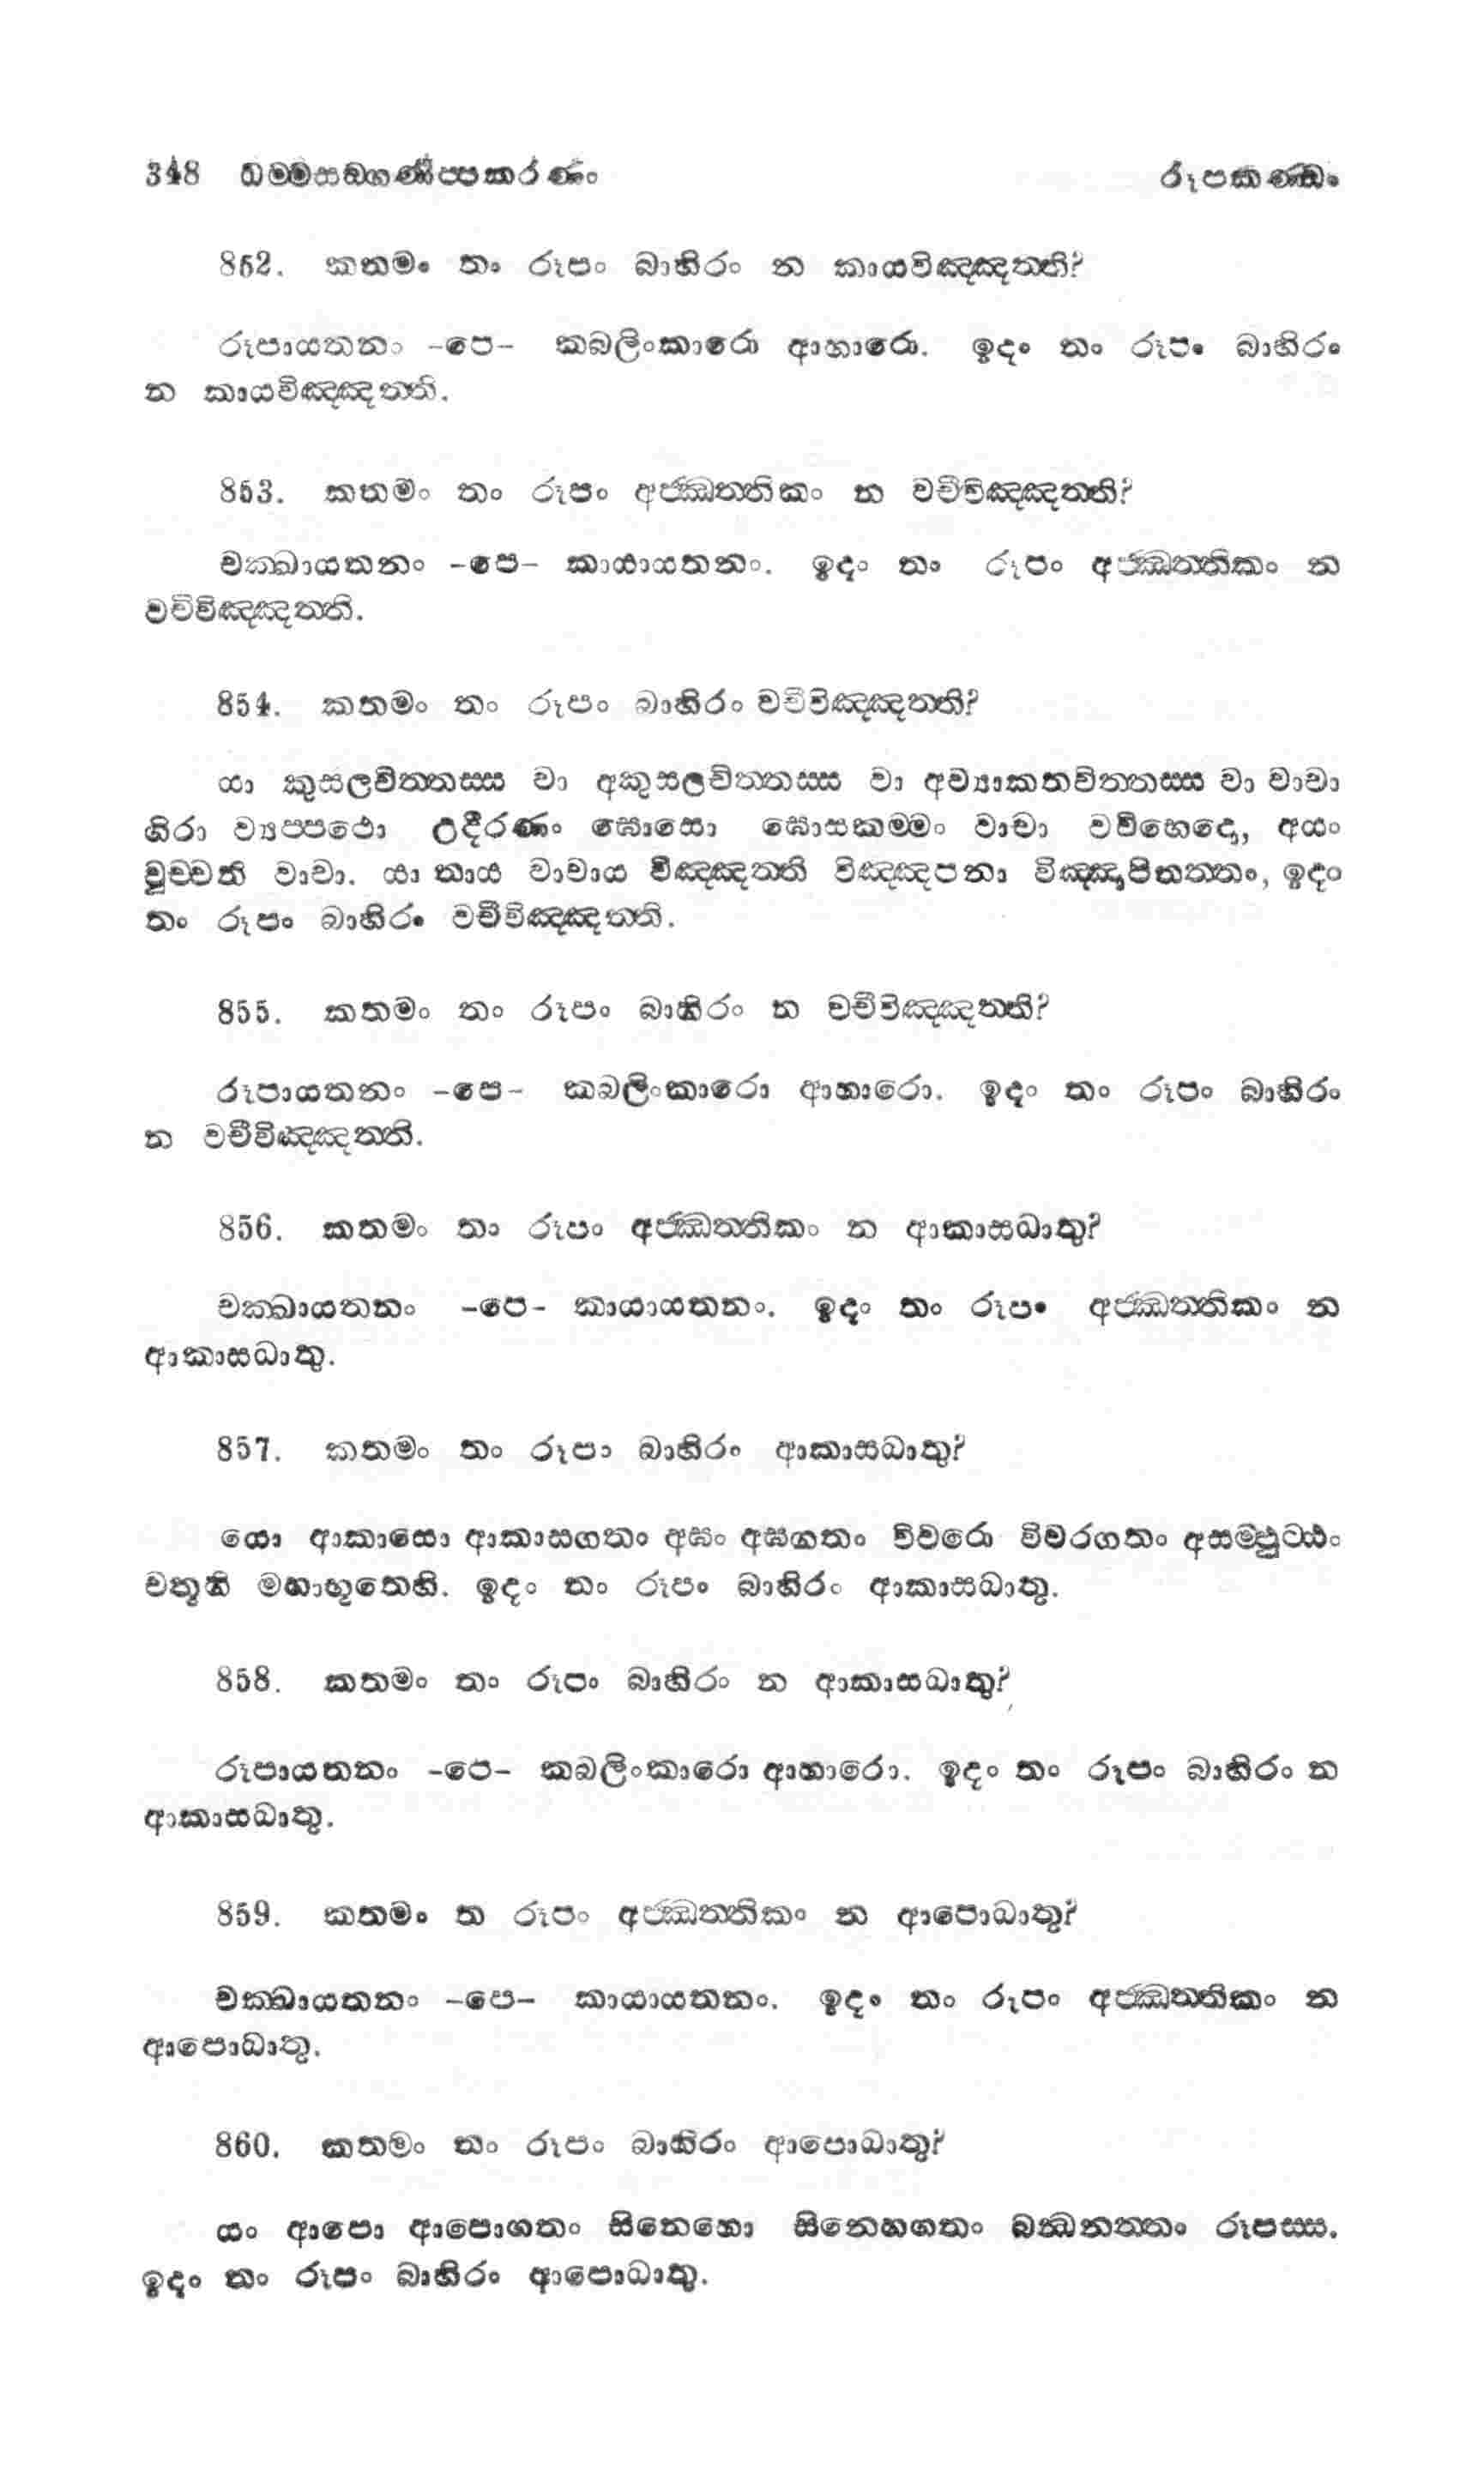 348 ධම්මසඞ්ගණිප්පකරණං රූපකණ්ඩං
852. කතමං තං රූපං බාහිරං න කායවිඤ්ඤත්ති?
රූපායතනං -පෙ- කබලිංකාරො ආහාරො. ඉදං තං රූපං බාහිරං
න කායවිඤ්ඤත්ති.
853. කතමං තං රූපං අජ්ඣත්තිකං න වචීවිඤ්ඤත්ති?
චක්ඛායතනං -පෙ- කායායතනං. ඉදං තං රූපං අජ්ඣත්තිකං න
වචීවිඤ්ඤත්ති.
854. කතමං තං රූපං බාහිරං වචීවිඤ්ඤත්ති?
යා කුසලචිත්තස්ස වා අකුසලචිත්තස්ස වා අව්‍යාකතචිත්තස්ස වා වාචා
ගිරා ව්‍යප්පථො උදීරණං ඝොසො ඝොසකම්මං වාචා වචීභෙදො, අයං
වුච්චති වාචා. යා තාය වාචාය විඤ්ඤත්ති විඤ්ඤපනා විඤ්ඤාපිතත්තං, ඉදං
තං රූපං බාහිරං වචීවිඤ්ඤත්ති.
855. කතමං තං රූපං බාහිරං න වචීවිඤ්ඤත්ති?
රූපායතනං -පෙ- කබලිංකාරො ආහාරො. ඉදං තං රූපං බාහිරං
න වචීවිඤ්ඤත්ති.
856. කතමං තං රූපං අජ්ඣත්තිකං න ආකාසධාතු?
චක්ඛායතනං -පෙ- කායායතනං. ඉදං තං රූපං අජ්ඣත්තිකං න
ආකාසධාතු.
857. කතමං තං රූපං බාහිරං ආකාසධාතු?
යො ආකාසො ආකාසගතං අඝං අඝගතං විවරො විවරගතං අසම්ඵුට්ඨං
චතූහි මහාභූතෙහි. ඉදං තං රූපං බාහිරං ආකාසධාතු.
858. කතමං තං රූපං බාහිරං න ආකාසධාතු?
රූපායතනං -පෙ- කබලිංකාරො ආහාරො. ඉදං තං රූපං බාහිරං න
ආකාසධාතු.
859. කතමං ත රූපං අජ්ඣත්තිකං න ආපොධාතු?
චක්ඛායතනං -පෙ- කායායතනං. ඉදං තං රූපං අජ්ඣත්තිකං න
ආපොධාතු.
860. කතමං තං රූපං බාහිරං ආපොධාතු?
යං ආපො ආපොගතං සිනෙහො සිනෙහගතං බන්ධනත්තං රූපස්ස.
ඉදං තං රූපං බාහිරං ආපොධාතු.